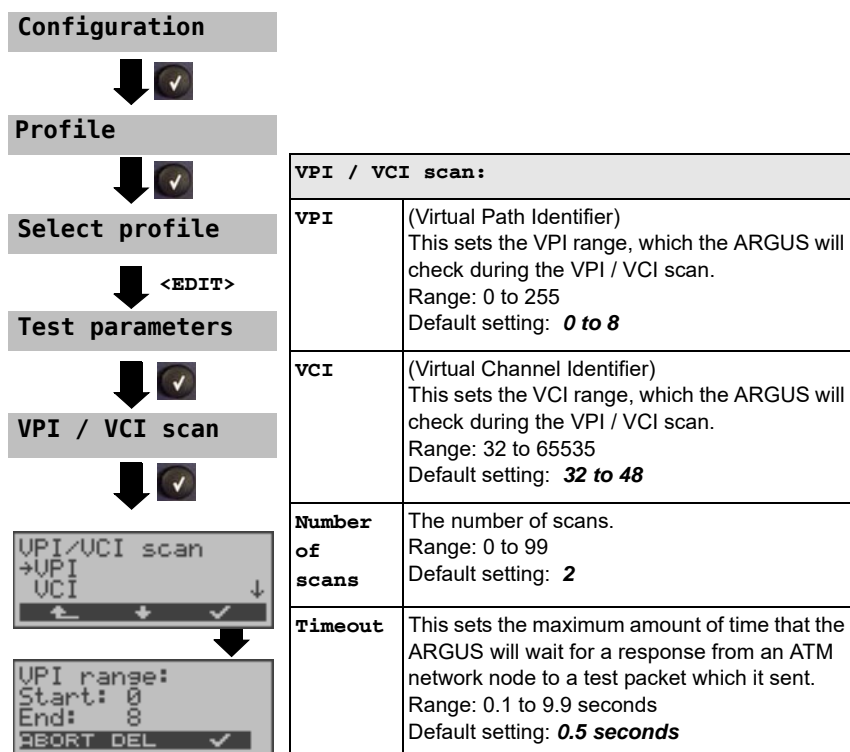 Configuration
Profile
Select profile
<EDIT>
Test parameters
VPI / VCI scan
VPI/VCI scan
→VPI
VCI ↓
VPI range:
Start: 0
End: 8
ABORT DEL ✓
VPI / VCI scan:
VPI
(Virtual Path Identifier)
This sets the VPI range, which the ARGUS will
check during the VPI / VCI scan.
Range: 0 to 255
Default setting: 0 to 8
VCI
(Virtual Channel Identifier)
This sets the VCI range, which the ARGUS will
check during the VPI / VCI scan.
Range: 32 to 65535
Default setting: 32 to 48
Number
of
scans
The number of scans.
Range: 0 to 99
Default setting: 2
Timeout
This sets the maximum amount of time that the
ARGUS will wait for a response from an ATM
network node to a test packet which it sent.
Range: 0.1 to 9.9 seconds
Default setting: 0.5 seconds